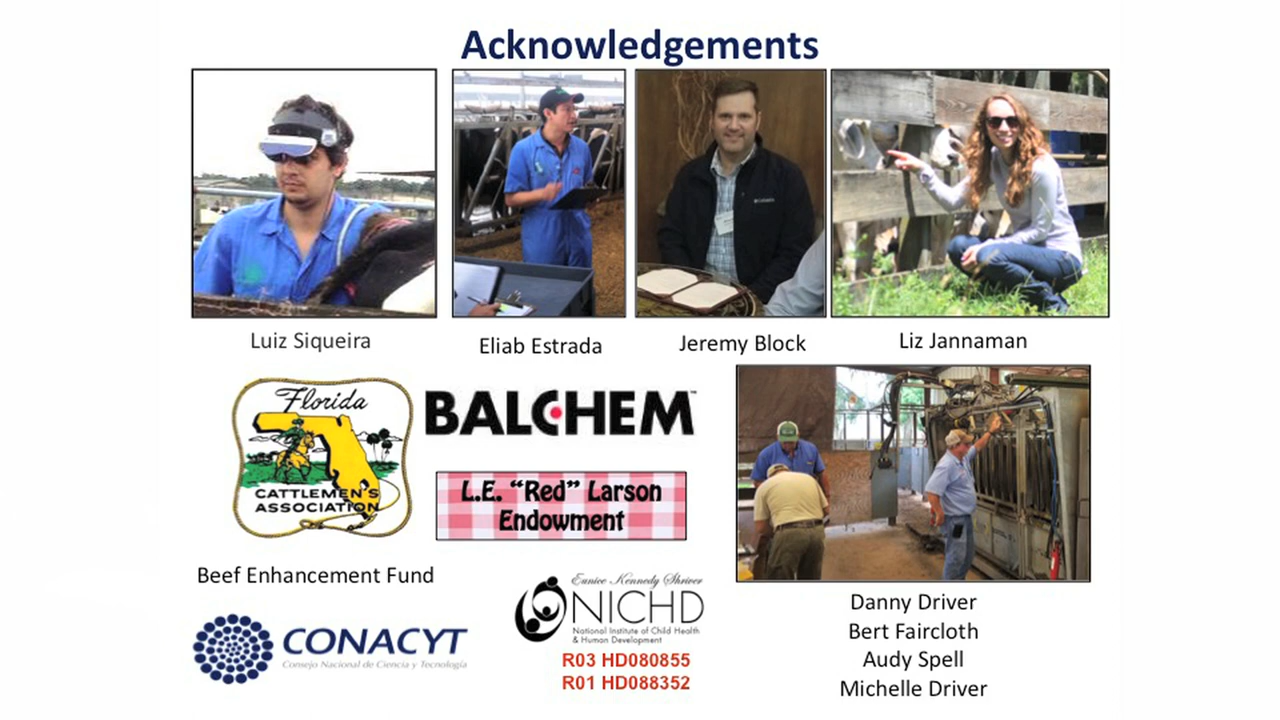 Acknowledgements
Luiz Siqueira
Eliab Estrada
Jeremy Block
Liz Jannaman
Florida
CATTLEMEN'S
ASSOCIATION
BALCHEM™
L.E. “Red” Larson
Endowment
Beef Enhancement Fund
CONACYT
Consejo Nacional de Ciencia y Tecnología
Eunice Kennedy Shriver
NICHD
National Institute of Child Health
& Human Development
R03 HD080855
R01 HD088352
Danny Driver
Bert Faircloth
Audy Spell
Michelle Driver